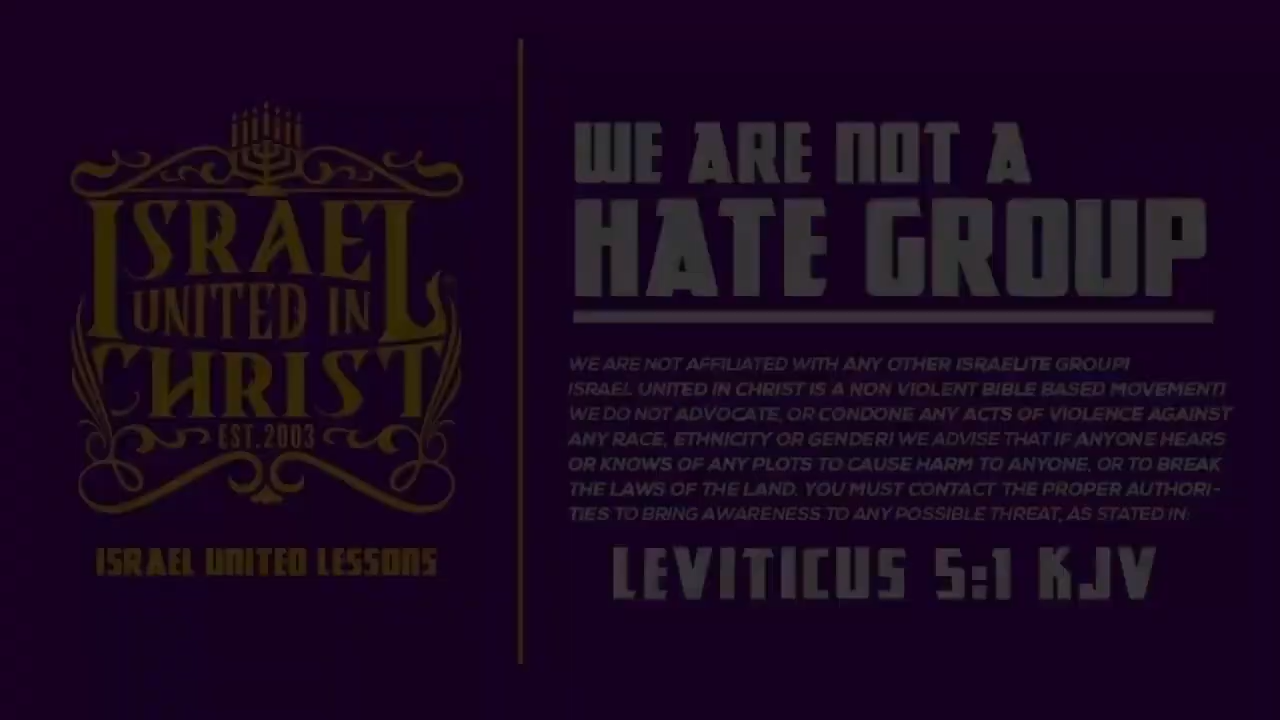 ISRAEL
UNITED IN
CHRIST
EST. 2003
ISRAEL UNITED LESSONS
WE ARE NOT A
HATE GROUP
WE ARE NOT AFFILIATED WITH ANY OTHER ISRAELITE GROUP!
ISRAEL UNITED IN CHRIST IS A NON VIOLENT BIBLE BASED MOVEMENT!
WE DO NOT ADVOCATE, OR CONDONE ANY ACTS OF VIOLENCE AGAINST
ANY RACE, ETHNICITY OR GENDER! WE ADVISE THAT IF ANYONE HEARS
OR KNOWS OF ANY PLOTS TO CAUSE HARM TO ANYONE, OR TO BREAK
THE LAWS OF THE LAND. YOU MUST CONTACT THE PROPER AUTHORI-
TIES TO BRING AWARENESS TO ANY POSSIBLE THREAT, AS STATED IN:
LEVITICUS 5:1 KJV